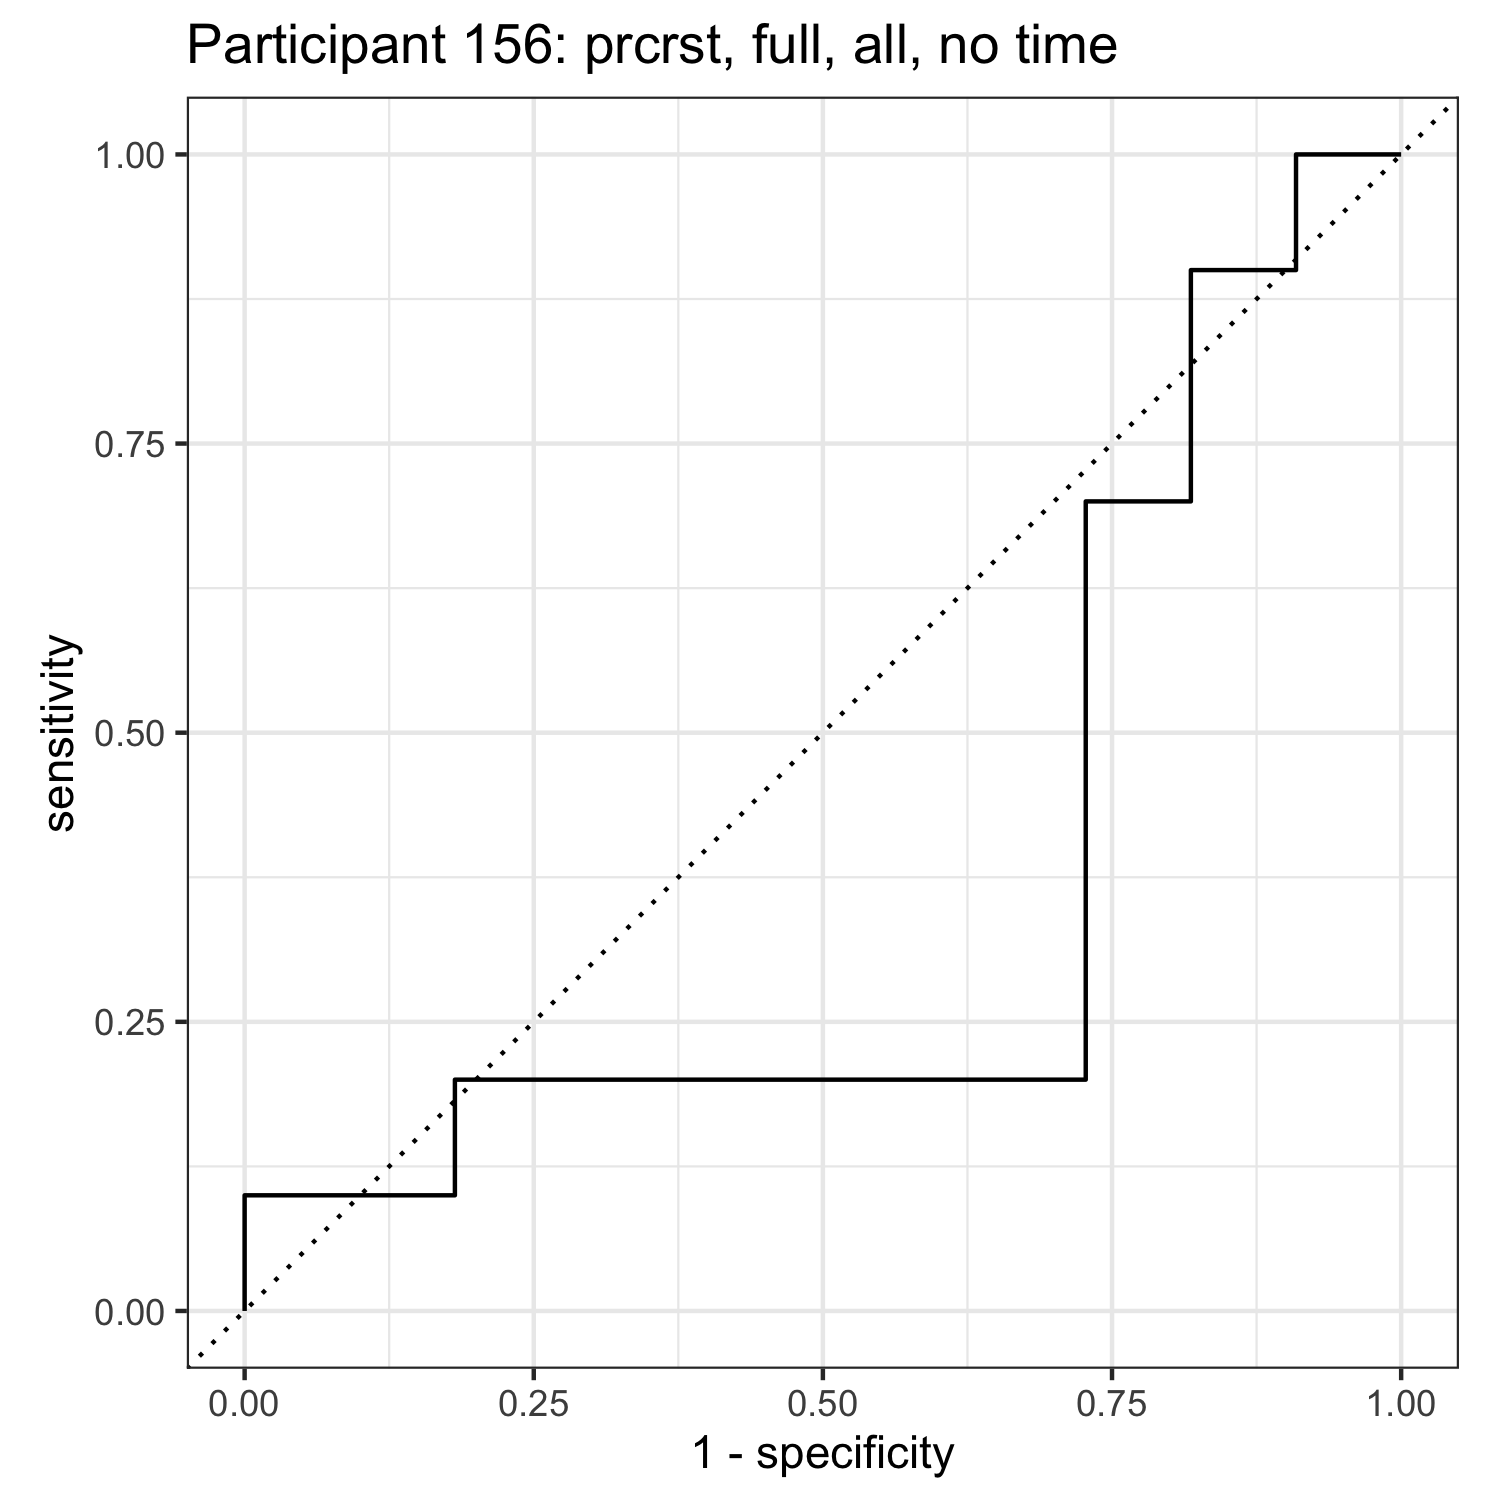 Participant 156: prcrst, full, all, no time
1.00
0.75
0.50
0.25
0.00
sensitivity
0.00 0.25 0.50 0.75 1.00
1 - specificity